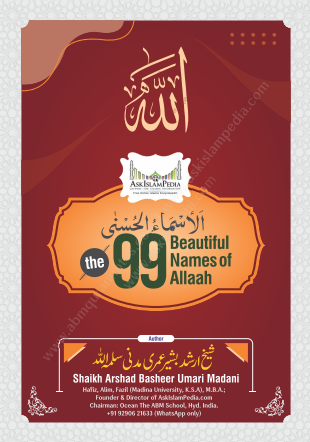 الله
ASKISLAMPEDIA
الأسماء الحسنى
the 99 Beautiful
Names of
Allaah
Author
شیخ ارشد بشیر عمری مدنی سلمہ اللہ
Shaikh Arshad Basheer Umari Madani
Hafiz, Alim, Fazil (Madina University, K.S.A), M.B.A.;
Founder & Director of AskIslamPedia.com
Chairman: Ocean The ABM School, Hyd, India.
+91 92906 21633 (WhatsApp only)